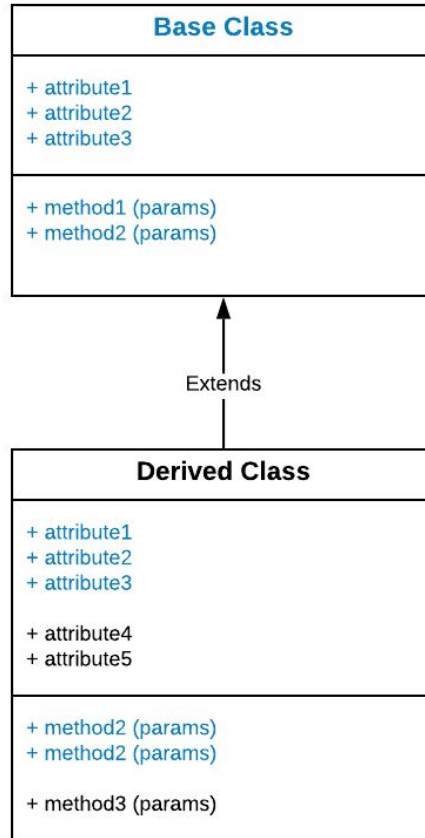 Base Class
+ attribute1
+ attribute2
+ attribute3
+ method1 (params)
+ method2 (params)
Extends
Derived Class
+ attribute1
+ attribute2
+ attribute3
+ attribute4
+ attribute5
+ method2 (params)
+ method2 (params)
+ method3 (params)